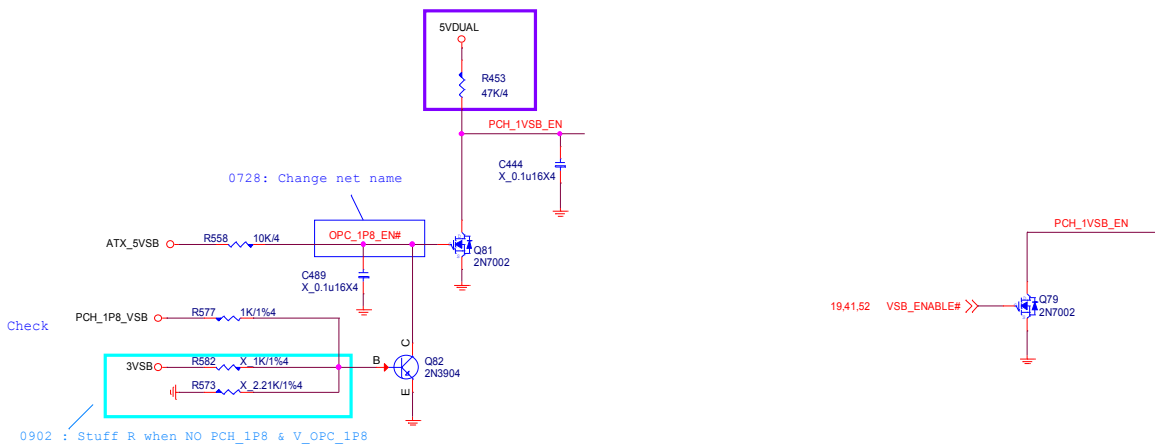 5VDUAL
R453
47K/4
PCH_1VSB_EN
C444
X_0.1u16X4
0728: Change net name
OPC_1P8_EN#
ATX_5VSB
R558
10K/4
Q81
2N7002
C489
X_0.1u16X4
PCH_1VSB_EN
Q79
2N7002
19,41,52
VSB_ENABLE#
Check
PCH_1P8_VSB
R577
1K/1%4
3VSB
R582
X_1K/1%4
R573
X_2.21K/1%4
B
C
E
Q82
2N3904
0902 : Stuff R when NO PCH_1P8 & V_OPC_1P8